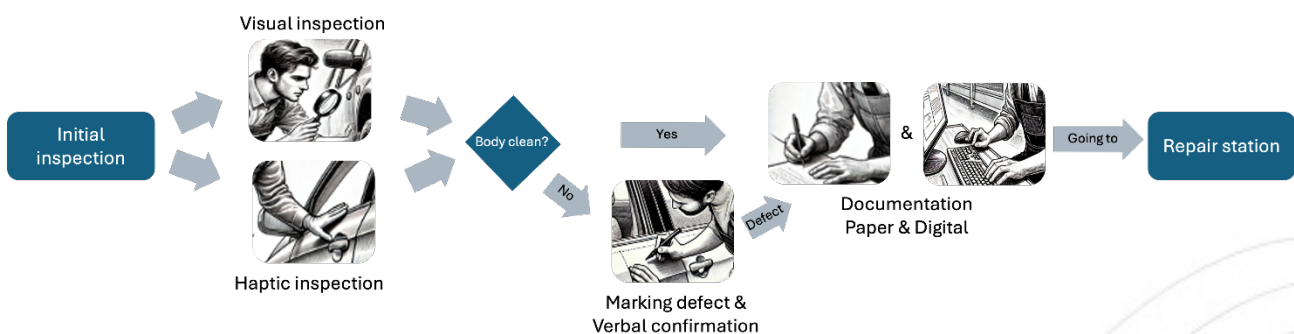 Visual inspection
Initial
inspection
Haptic inspection
Body clean?
Yes
No
Marking defect &
Verbal confirmation
Defect
&
Documentation
Paper & Digital
Going to
Repair station